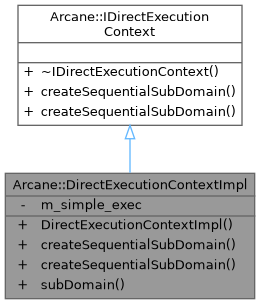 Arcane::IDirectExecution
Context
+ ~IDirectExecutionContext()
+ createSequentialSubDomain()
+ createSequentialSubDomain()
Arcane::DirectExecutionContextImpl
- m_simple_exec
+ DirectExecutionContextImpl()
+ createSequentialSubDomain()
+ createSequentialSubDomain()
+ subDomain()